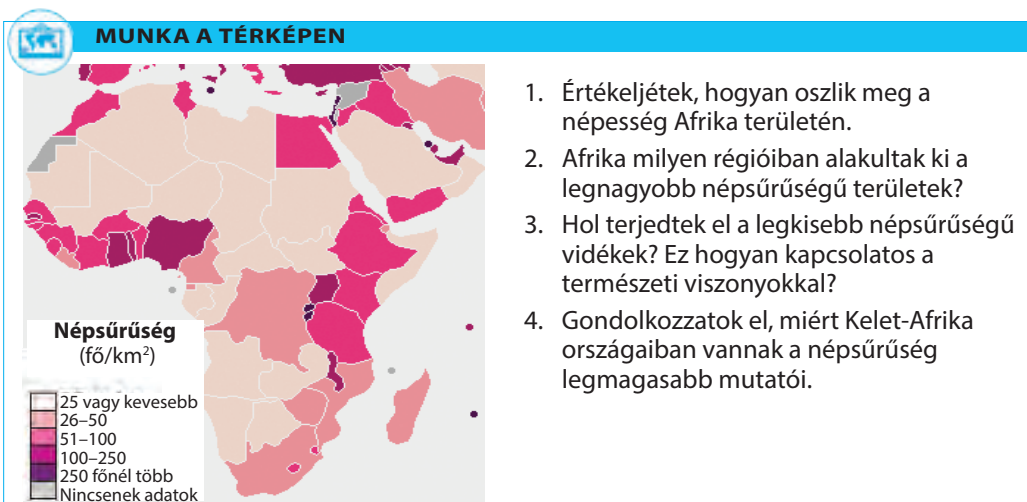 MUNKA A TÉRKÉPEN
Népsűrűség
(fő/km²)
25 vagy kevesebb
26–50
51–100
100–250
250 főnél több
Nincsenek adatok
1. Értékeljétek, hogyan oszlik meg a
népesség Afrika területén.
2. Afrika milyen régióiban alakultak ki a
legnagyobb népsűrűségű területek?
3. Hol terjedtek el a legkisebb népsűrűségű
vidékek? Ez hogyan kapcsolatos a
természeti viszonyokkal?
4. Gondolkozzatok el, miért Kelet-Afrika
országaiban vannak a népsűrűség
legmagasabb mutatói.